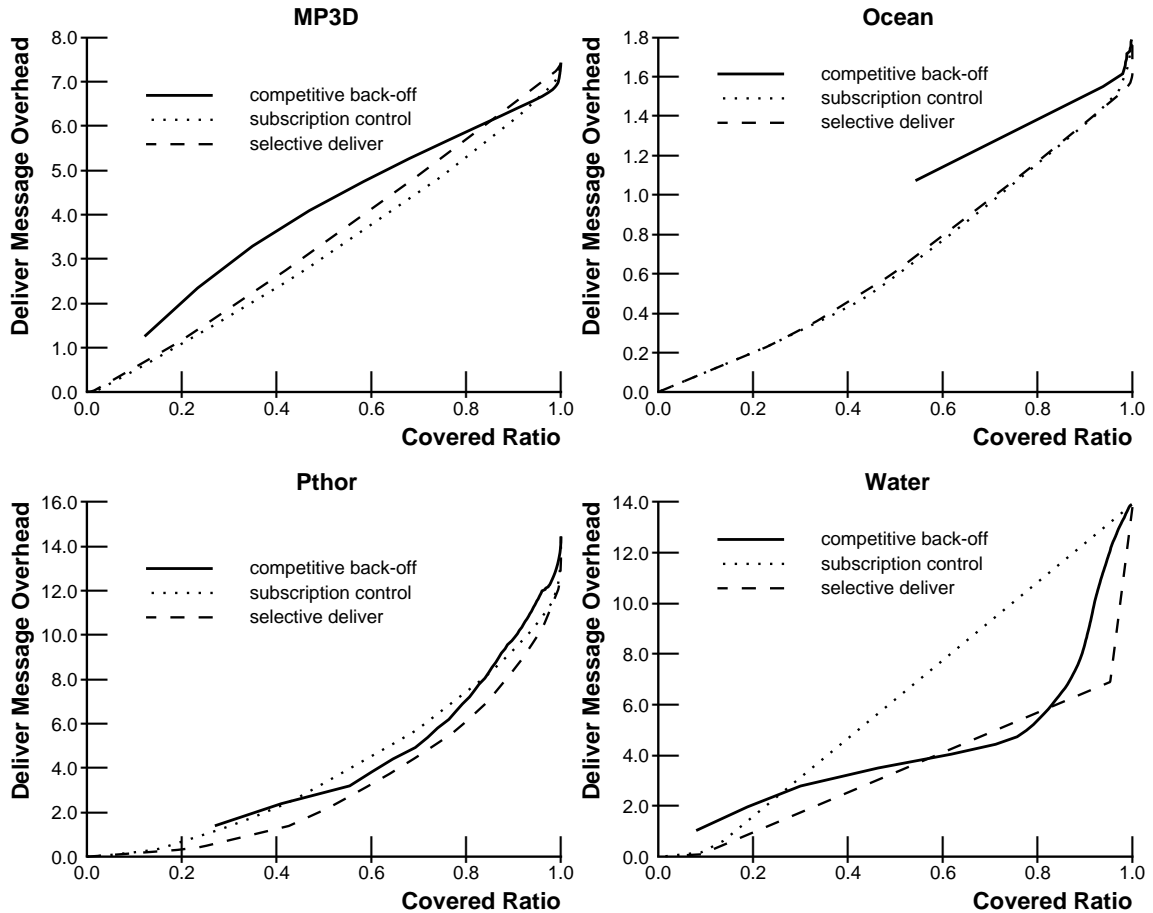 MP3D
Deliver Message Overhead
8.0
7.0
6.0
5.0
4.0
3.0
2.0
1.0
0.0
competitive back-off
subscription control
selective deliver
0.0 0.2 0.4 0.6 0.8 1.0
Covered Ratio
Ocean
Deliver Message Overhead
1.8
1.6
1.4
1.2
1.0
0.8
0.6
0.4
0.2
0.0
competitive back-off
subscription control
selective deliver
0.0 0.2 0.4 0.6 0.8 1.0
Covered Ratio
Pthor
Deliver Message Overhead
16.0
14.0
12.0
10.0
8.0
6.0
4.0
2.0
0.0
competitive back-off
subscription control
selective deliver
0.0 0.2 0.4 0.6 0.8 1.0
Covered Ratio
Water
Deliver Message Overhead
14.0
12.0
10.0
8.0
6.0
4.0
2.0
0.0
competitive back-off
subscription control
selective deliver
0.0 0.2 0.4 0.6 0.8 1.0
Covered Ratio